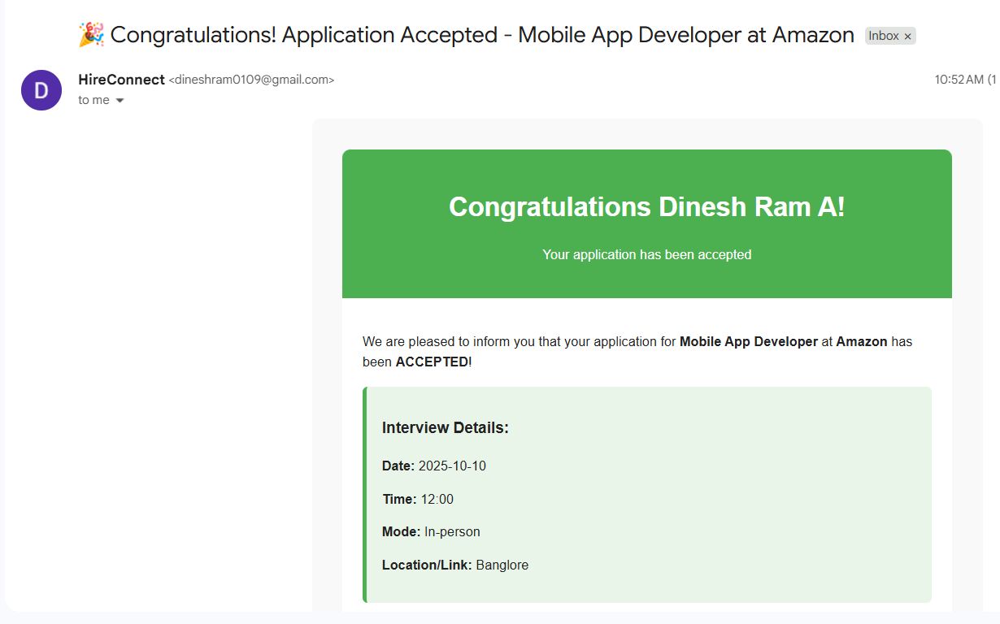 🎉 Congratulations! Application Accepted - Mobile App Developer at Amazon Inbox ×
D
HireConnect <dineshram0109@gmail.com>
10:52 AM (1
to me
Congratulations Dinesh Ram A!
Your application has been accepted
We are pleased to inform you that your application for Mobile App Developer at Amazon has
been ACCEPTED!
Interview Details:
Date: 2025-10-10
Time: 12:00
Mode: In-person
Location/Link: Banglore